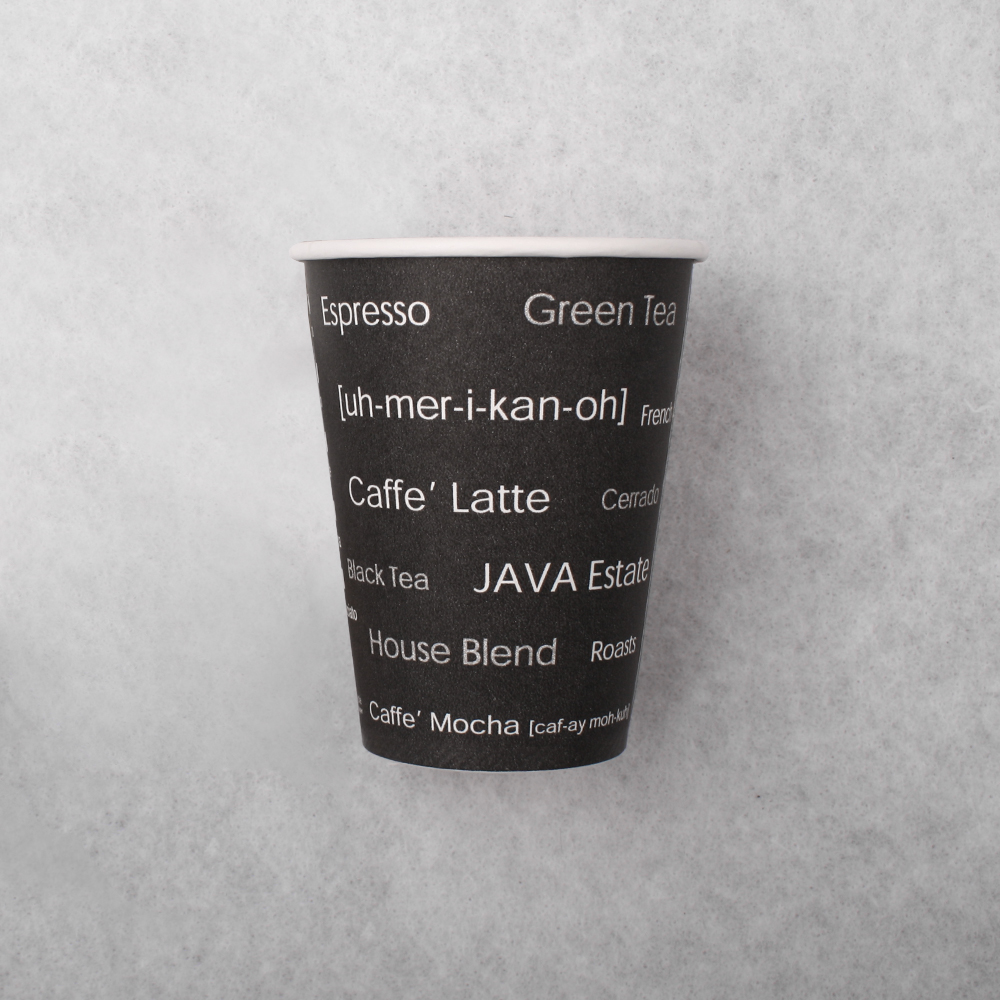 Espresso Green Tea
[uh-mer-i-kan-oh] French
Caffe’ Latte Cerrado
Black Tea JAVA Estate
House Blend Roasts
Caffe’ Mocha [caf-ay moh-kuh]